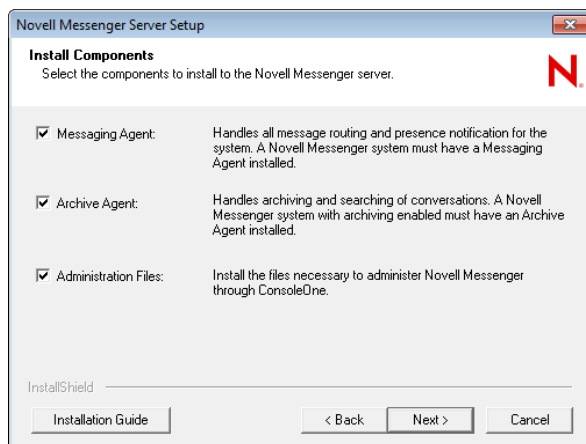 Novell Messenger Server Setup
Install Components
Select the components to install to the Novell Messenger server.
N.
Messaging Agent:
Handles all message routing and presence notification for the
system. A Novell Messenger system must have a Messaging
Agent installed.
Archive Agent:
Handles archiving and searching of conversations. A Novell
Messenger system with archiving enabled must have an Archive
Agent installed.
Administration Files:
Install the files necessary to administer Novell Messenger
through ConsoleOne.
InstallShield
Installation Guide
< Back
Next >
Cancel